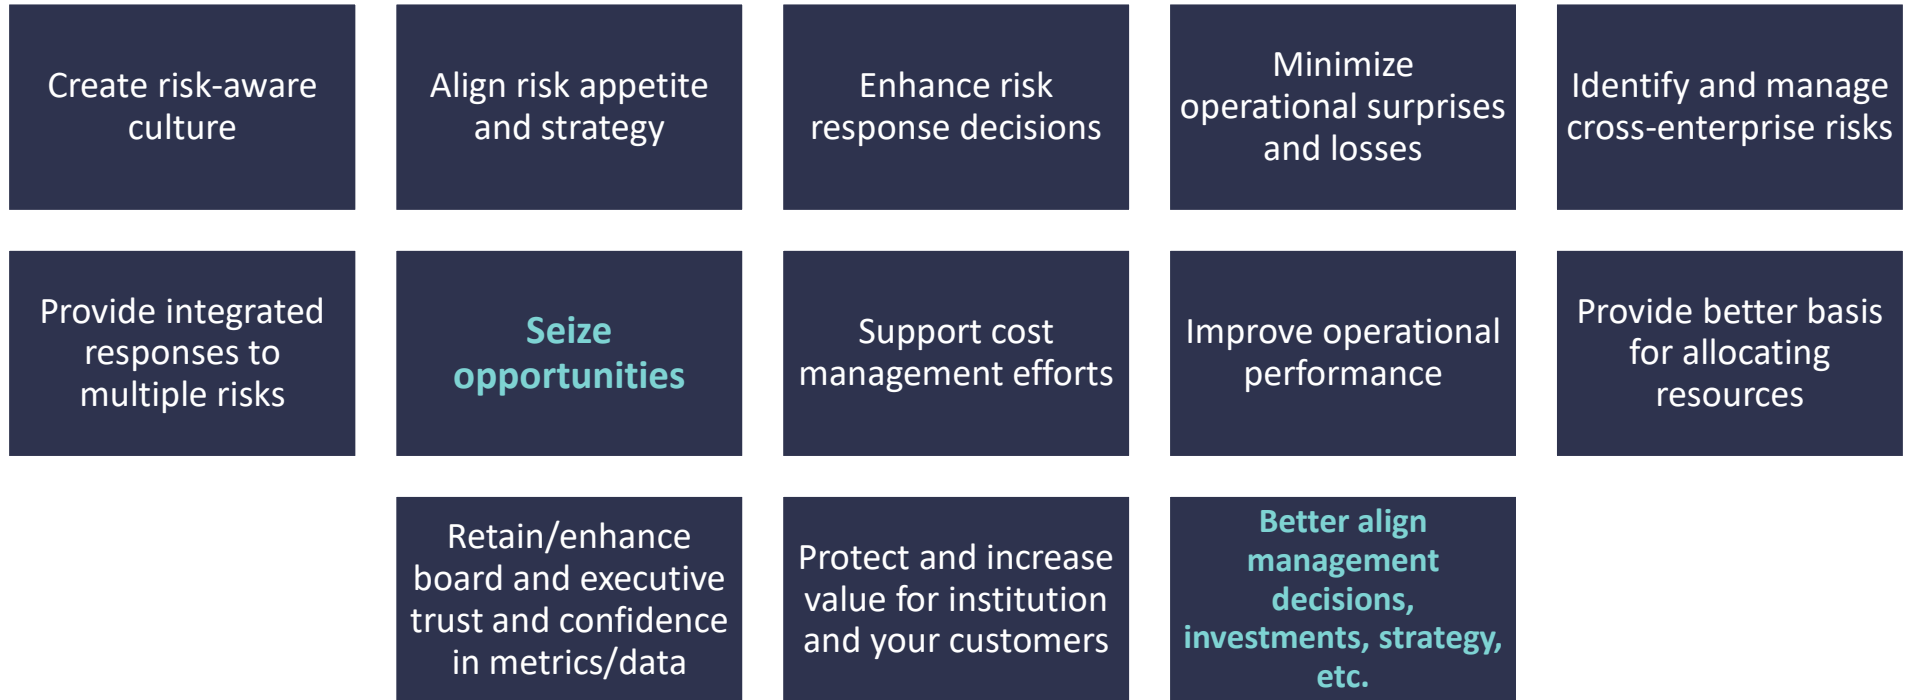 Create risk-aware
culture
Align risk appetite
and strategy
Enhance risk
response decisions
Minimize
operational surprises
and losses
Identify and manage
cross-enterprise risks
Provide integrated
responses to
multiple risks
Seize
opportunities
Support cost
management efforts
Improve operational
performance
Provide better basis
for allocating
resources
Retain/enhance
board and executive
trust and confidence
in metrics/data
Protect and increase
value for institution
and your customers
Better align
management
decisions,
investments, strategy,
etc.